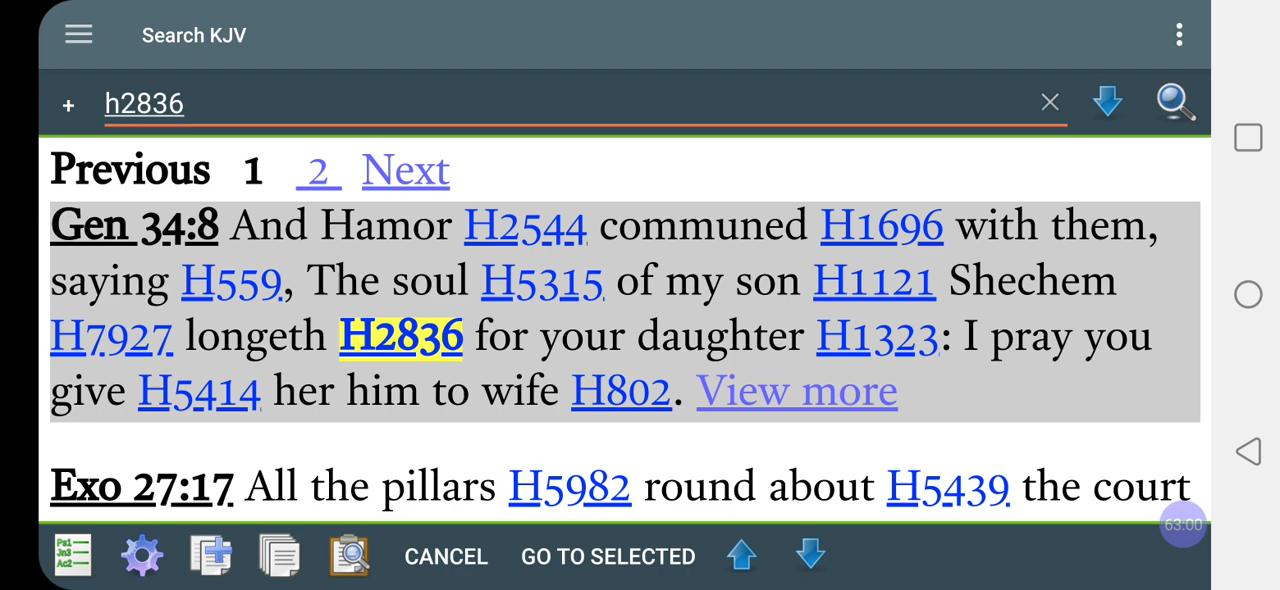 Search KJV
+ h2836
Previous 1 2 Next
Gen 34:8 And Hamor H2544 communed H1696 with them,
saying H559, The soul H5315 of my son H1121 Shechem
H7927 longeth H2836 for your daughter H1323: I pray you
give H5414 her him to wife H802. View more
Exo 27:17 All the pillars H5982 round about H5439 the court
63:00
Ps1
Jn3
Ac2
CANCEL GO TO SELECTED